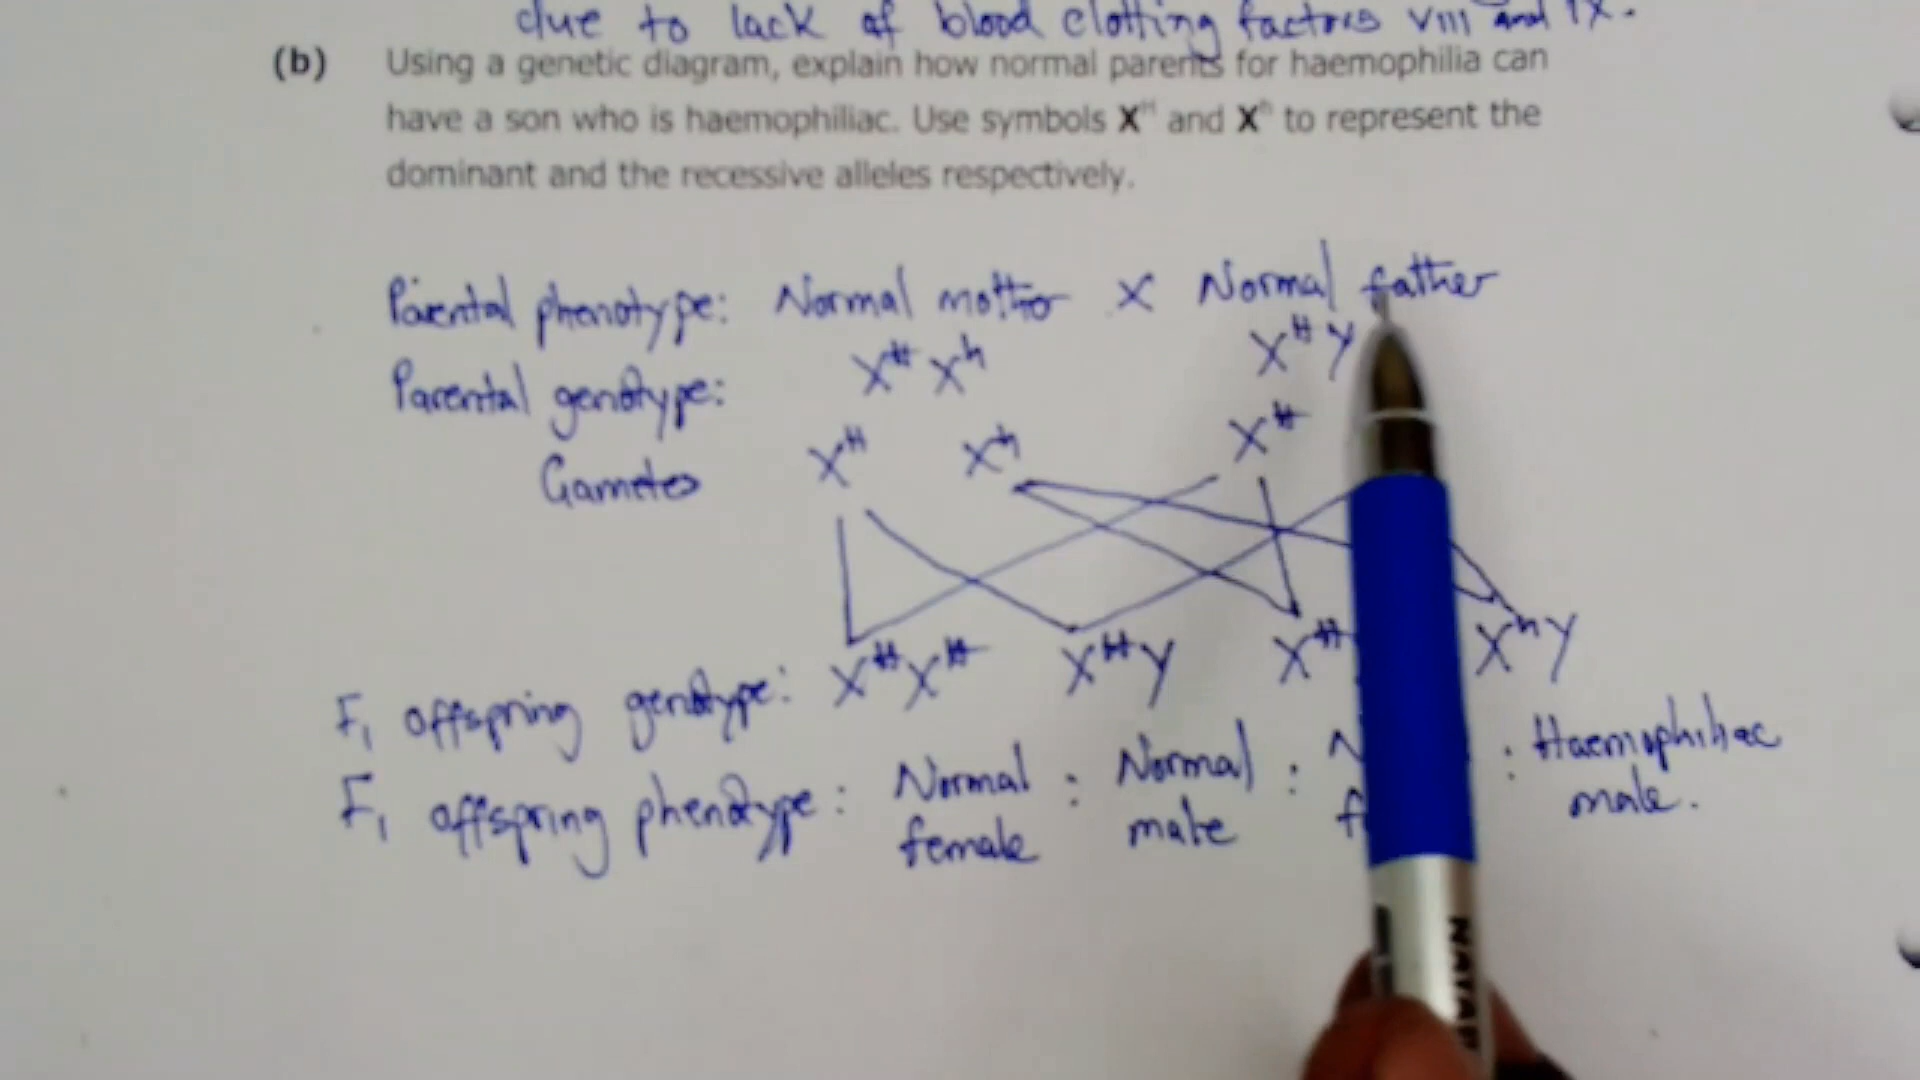 due to lack of blood clotting factors VIII and IX.
(b) Using a genetic diagram, explain how normal parents for haemophilia can
have a son who is haemophiliac. Use symbols Xᴴ and Xʰ to represent the
dominant and the recessive alleles respectively.
Parental phenotype: Normal mother X Normal father
Parental genotype: Xᴴ Xʰ XᴴY
Gametes Xᴴ Xʰ Xᴴ
F₁ offspring genotype: XᴴXᴴ XᴴY Xᴴ XʰY
F₁ offspring phenotype: Normal : Normal : : Haemophiliac
female male male.
NATAR